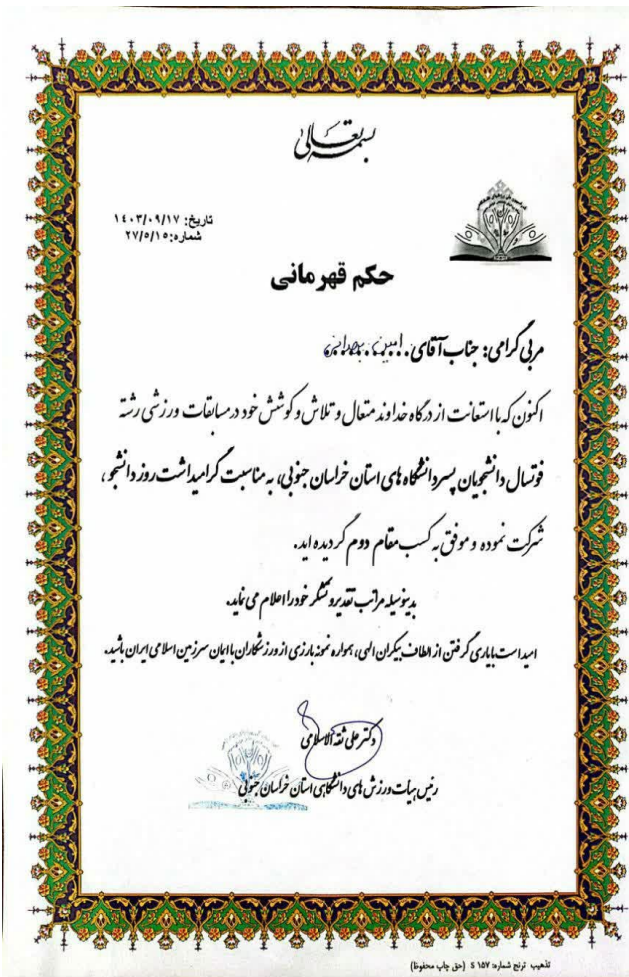 بسمه تعالی
تاریخ: ۱۴۰۳/۰۹/۱۷
شماره: ۲۷/۵/۱۵
حکم قهرمانی
مربی گرامی: جناب آقای امین
اکنون که با استعانت از درگاه خداوند متعال و تلاش و کوشش خود در مسابقات ورزشی رشته
فوتسال دانشجویان پسر دانشگاه های استان خراسان جنوبی، به مناسبت گرامیداشت روز دانشجو،
شرکت نموده و موفق به کسب مقام دوم گردیده اید.
بدینوسیله مراتب تقدیر و تشکر خود را اعلام می نماید.
امید است با یاری گرفتن از الطاف بیکران الهی، همواره نمونه بارزی از ورزشکاران با ایمان سرزمین اسلامی ایران باشید.
دکتر علی ثقه الاسلامی
رئیس هیات ورزش های دانشگاهی استان خراسان جنوبی
تذهیب ترنج شماره: ۱۵۷ S (حق چاپ محفوظ)